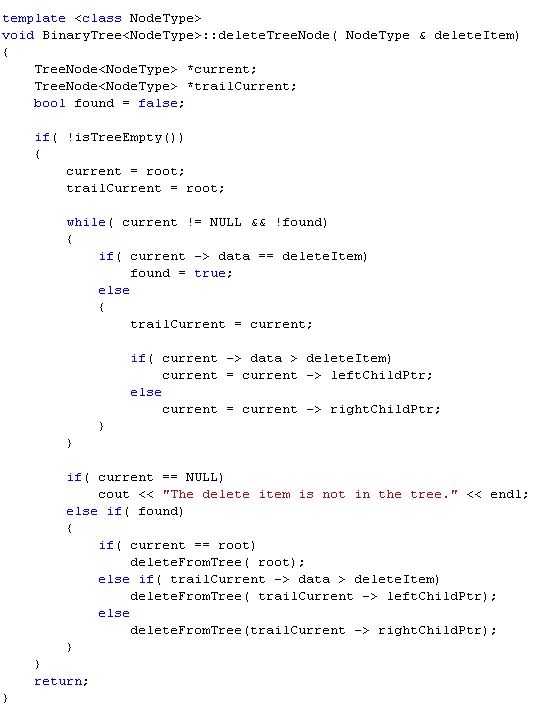 template <class NodeType>
void BinaryTree<NodeType>::deleteTreeNode( NodeType & deleteItem)
{
    TreeNode<NodeType> *current;
    TreeNode<NodeType> *trailCurrent;
    bool found = false;

    if( !isTreeEmpty())
    {
        current = root;
        trailCurrent = root;

        while( current != NULL && !found)
        {
            if( current -> data == deleteItem)
                found = true;
            else
            {
                trailCurrent = current;

                if( current -> data > deleteItem)
                    current = current -> leftChildPtr;
                else
                    current = current -> rightChildPtr;
            }
        }

        if( current == NULL)
            cout << "The delete item is not in the tree." << endl;
        else if( found)
        {
            if( current == root)
                deleteFromTree( root);
            else if( trailCurrent -> data > deleteItem)
                deleteFromTree( trailCurrent -> leftChildPtr);
            else
                deleteFromTree(trailCurrent -> rightChildPtr);
        }
    }
    return;
}